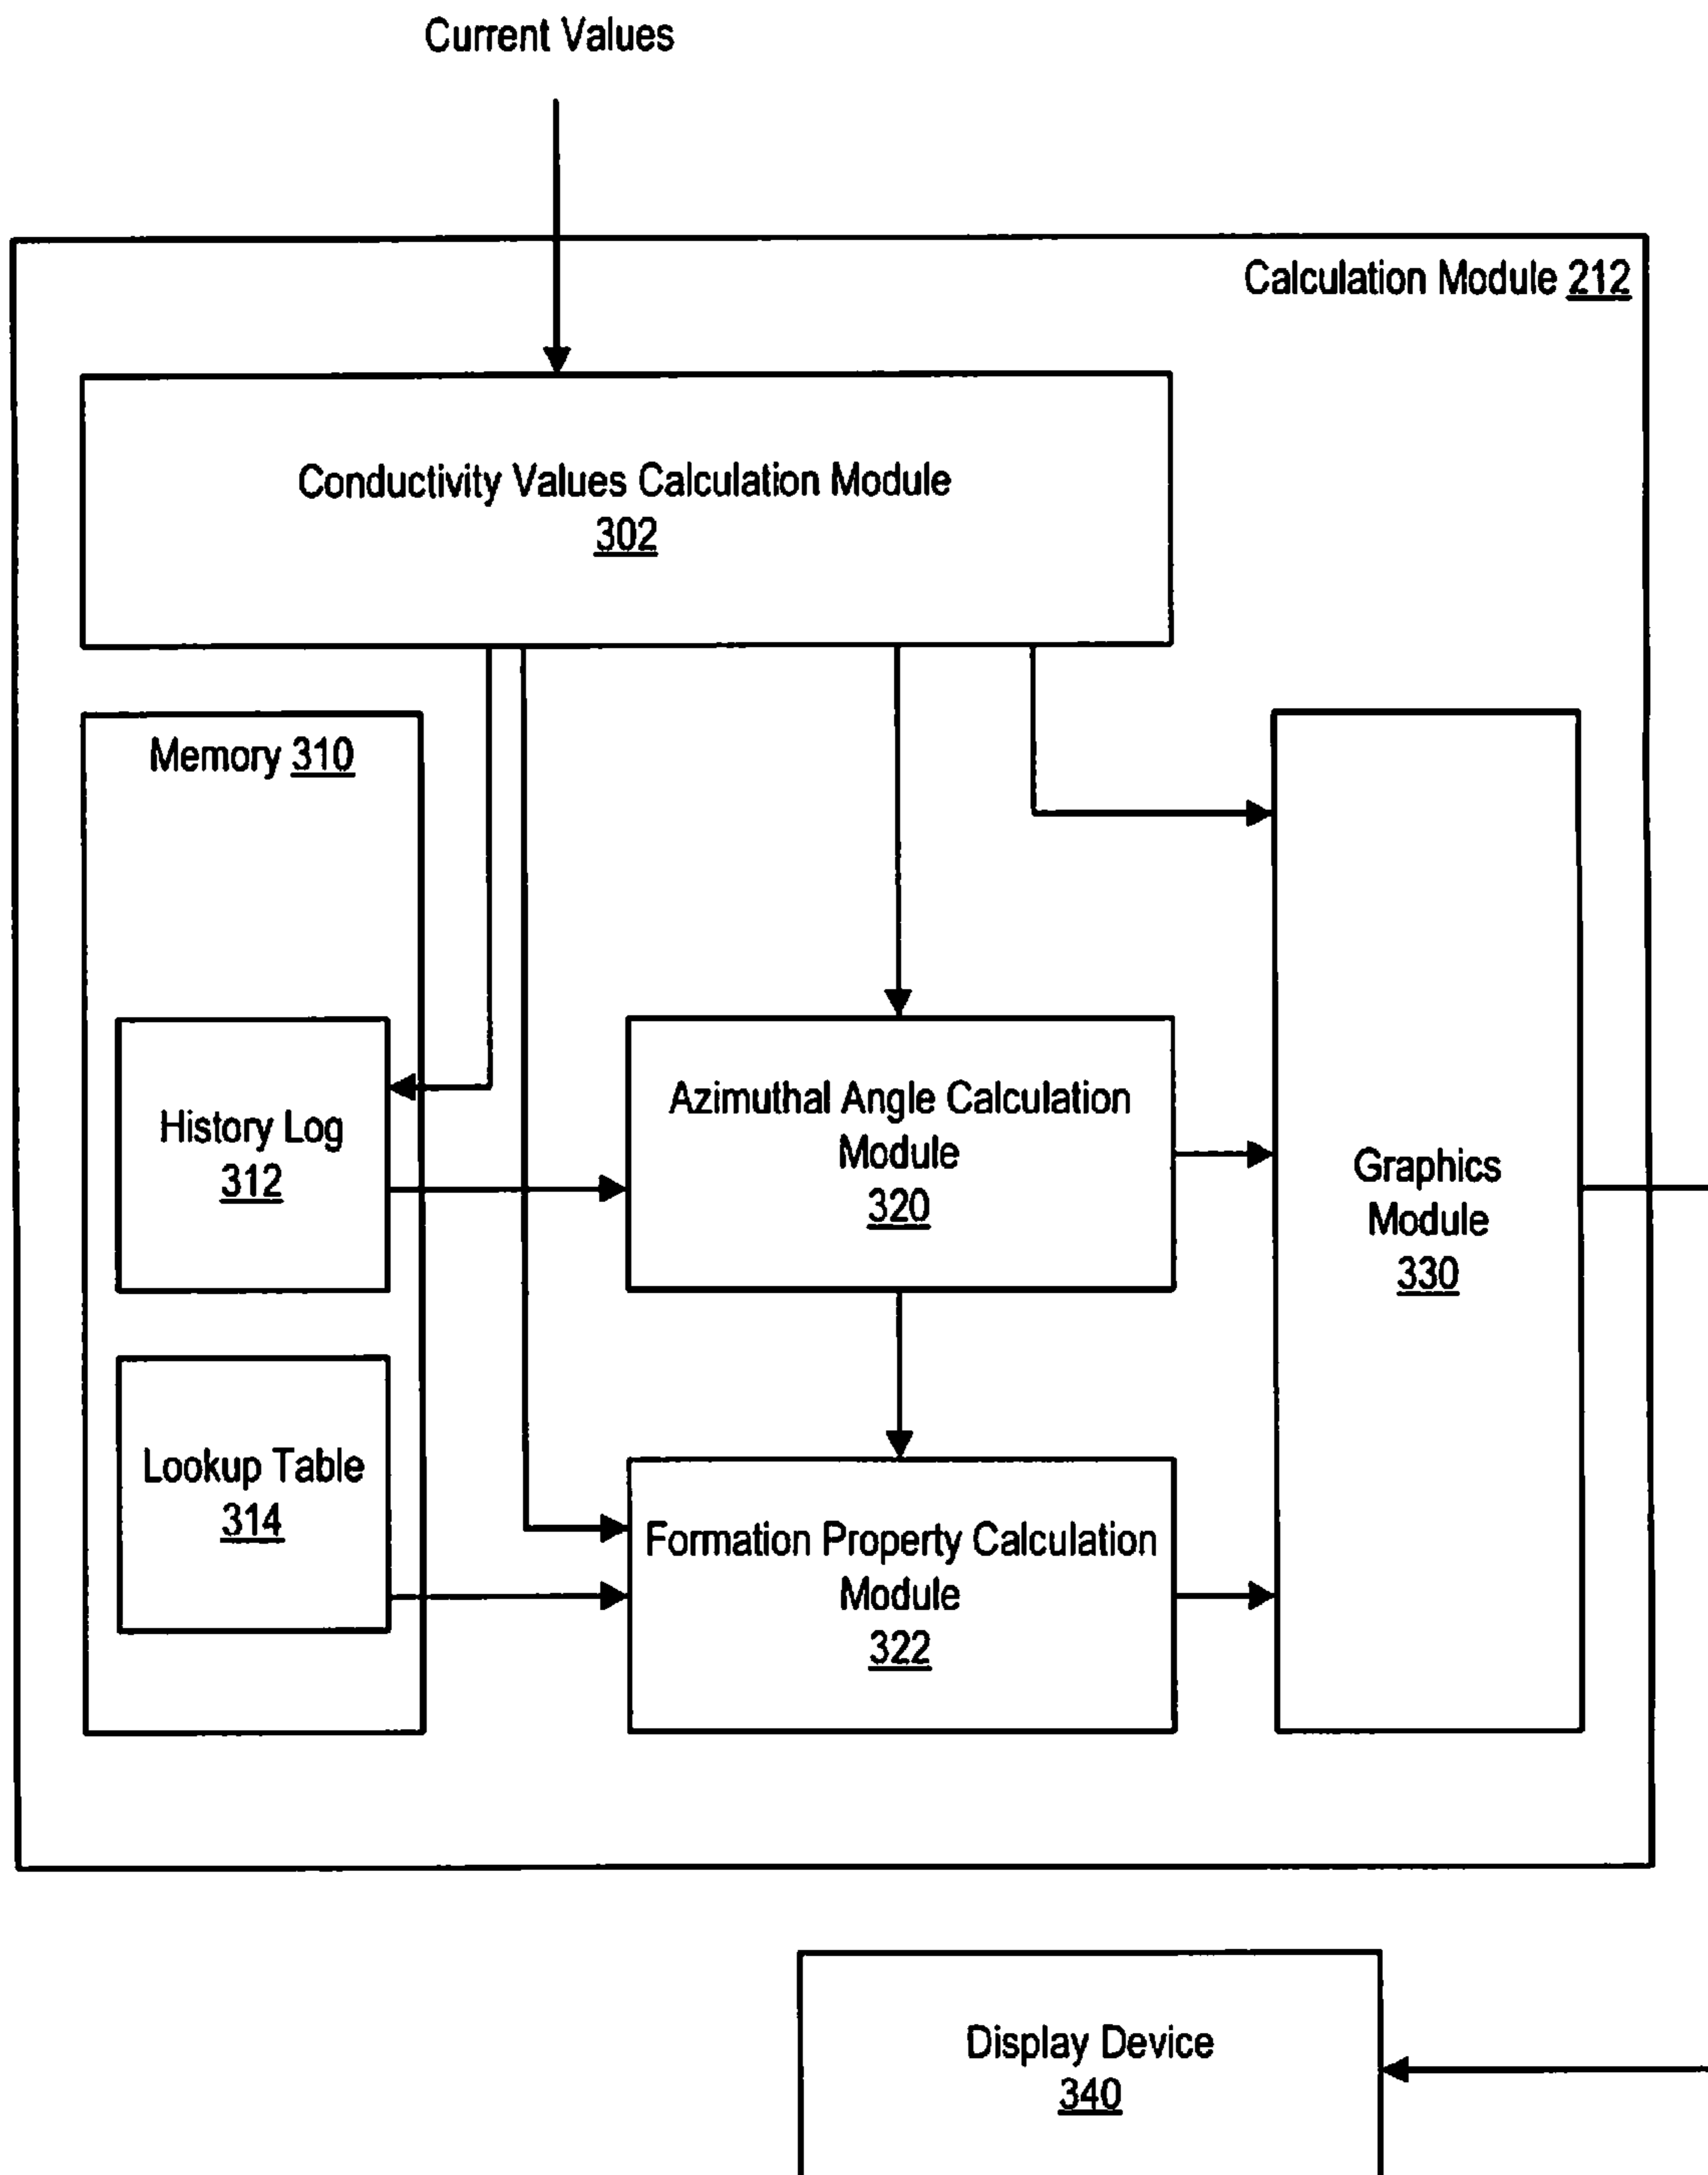 Current Values
Calculation Module 212
Conductivity Values Calculation Module
302
Memory 310
History Log
312
Azimuthal Angle Calculation
Module
320
Graphics
Module
330
Lookup Table
314
Formation Property Calculation
Module
322
Display Device
340